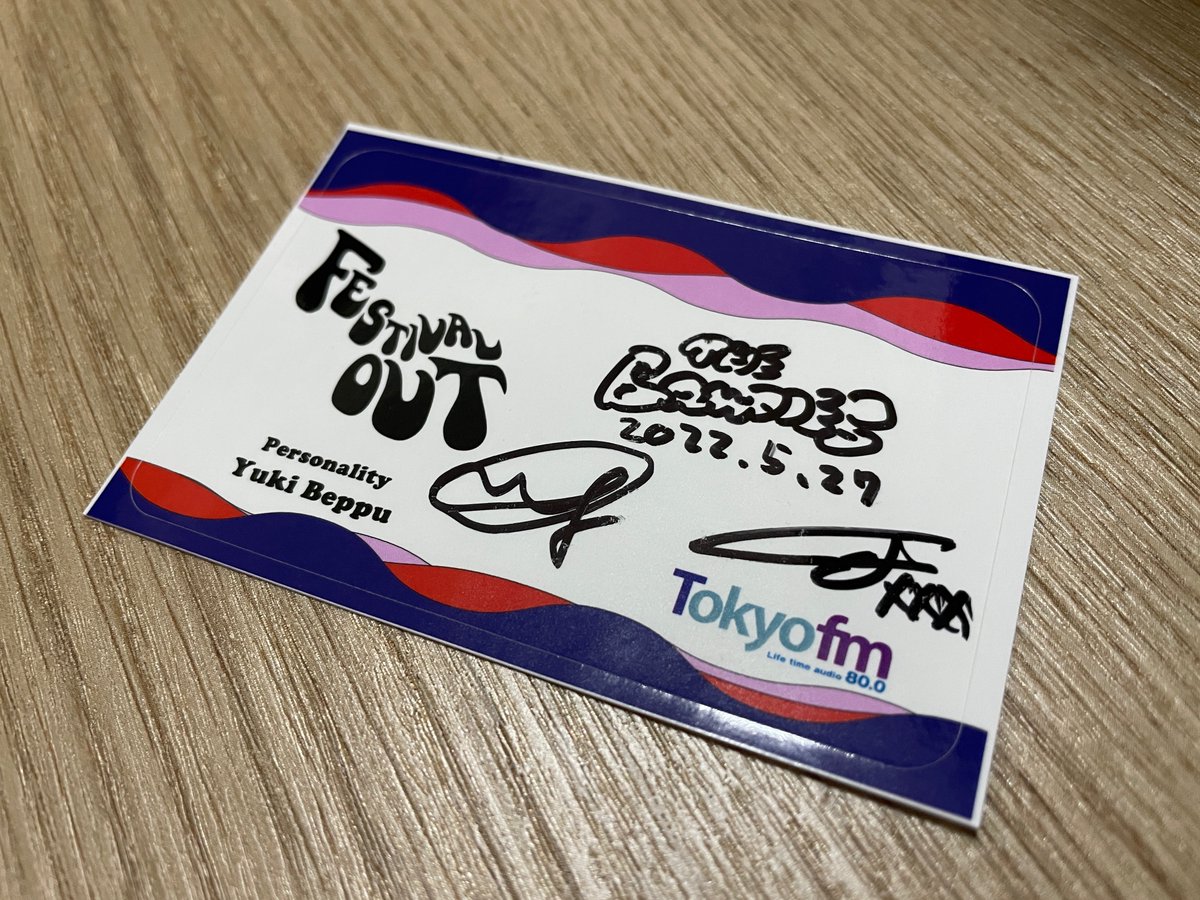 FESTIVAL
OUT
Personality
Yuki Beppu
2022.5.27
Tokyofm
Life time audio 80.0